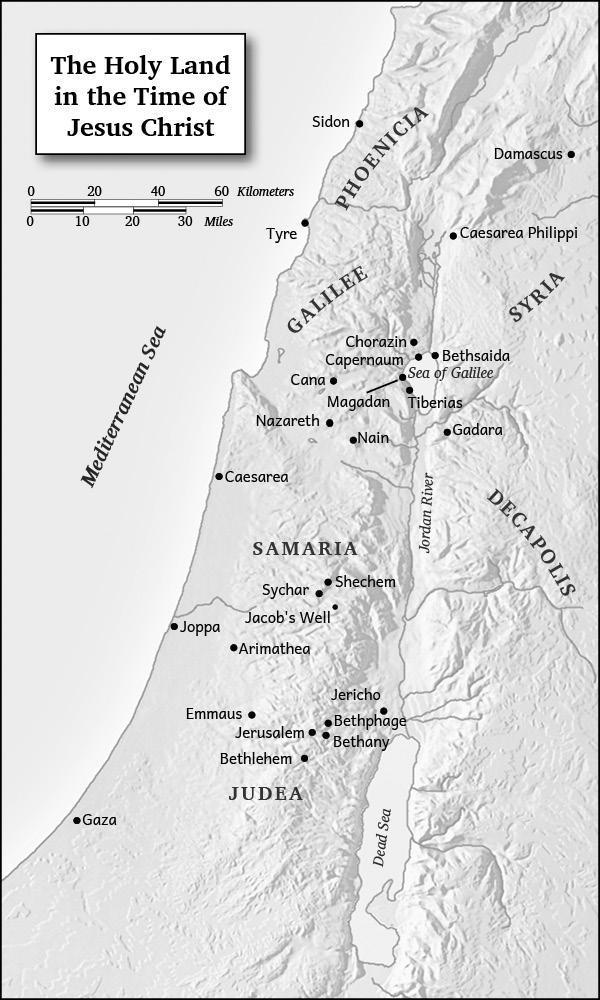 The Holy Land
in the Time of
Jesus Christ
0 20 40 60 Kilometers
0 10 20 30 Miles
Sidon
PHOENICIA
Damascus
Tyre
Caesarea Philippi
GALILEE
SYRIA
Mediterranean Sea
Chorazin
Capernaum
Bethsaida
Sea of Galilee
Cana
Magadan
Tiberias
Nazareth
Gadara
Nain
Caesarea
Jordan River
DECAPOLIS
SAMARIA
Shechem
Sychar
Jacob's Well
Joppa
Arimathea
Jericho
Emmaus
Bethphage
Jerusalem
Bethany
Bethlehem
JUDEA
Gaza
Dead Sea